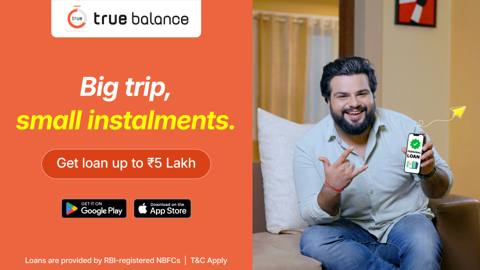 true
true balance
Big trip,
small instalments.
Get loan up to ₹5 Lakh
GET IT ON
Google Play
Download on the
App Store
Loans are provided by RBI-registered NBFCs | T&C Apply
LOAN